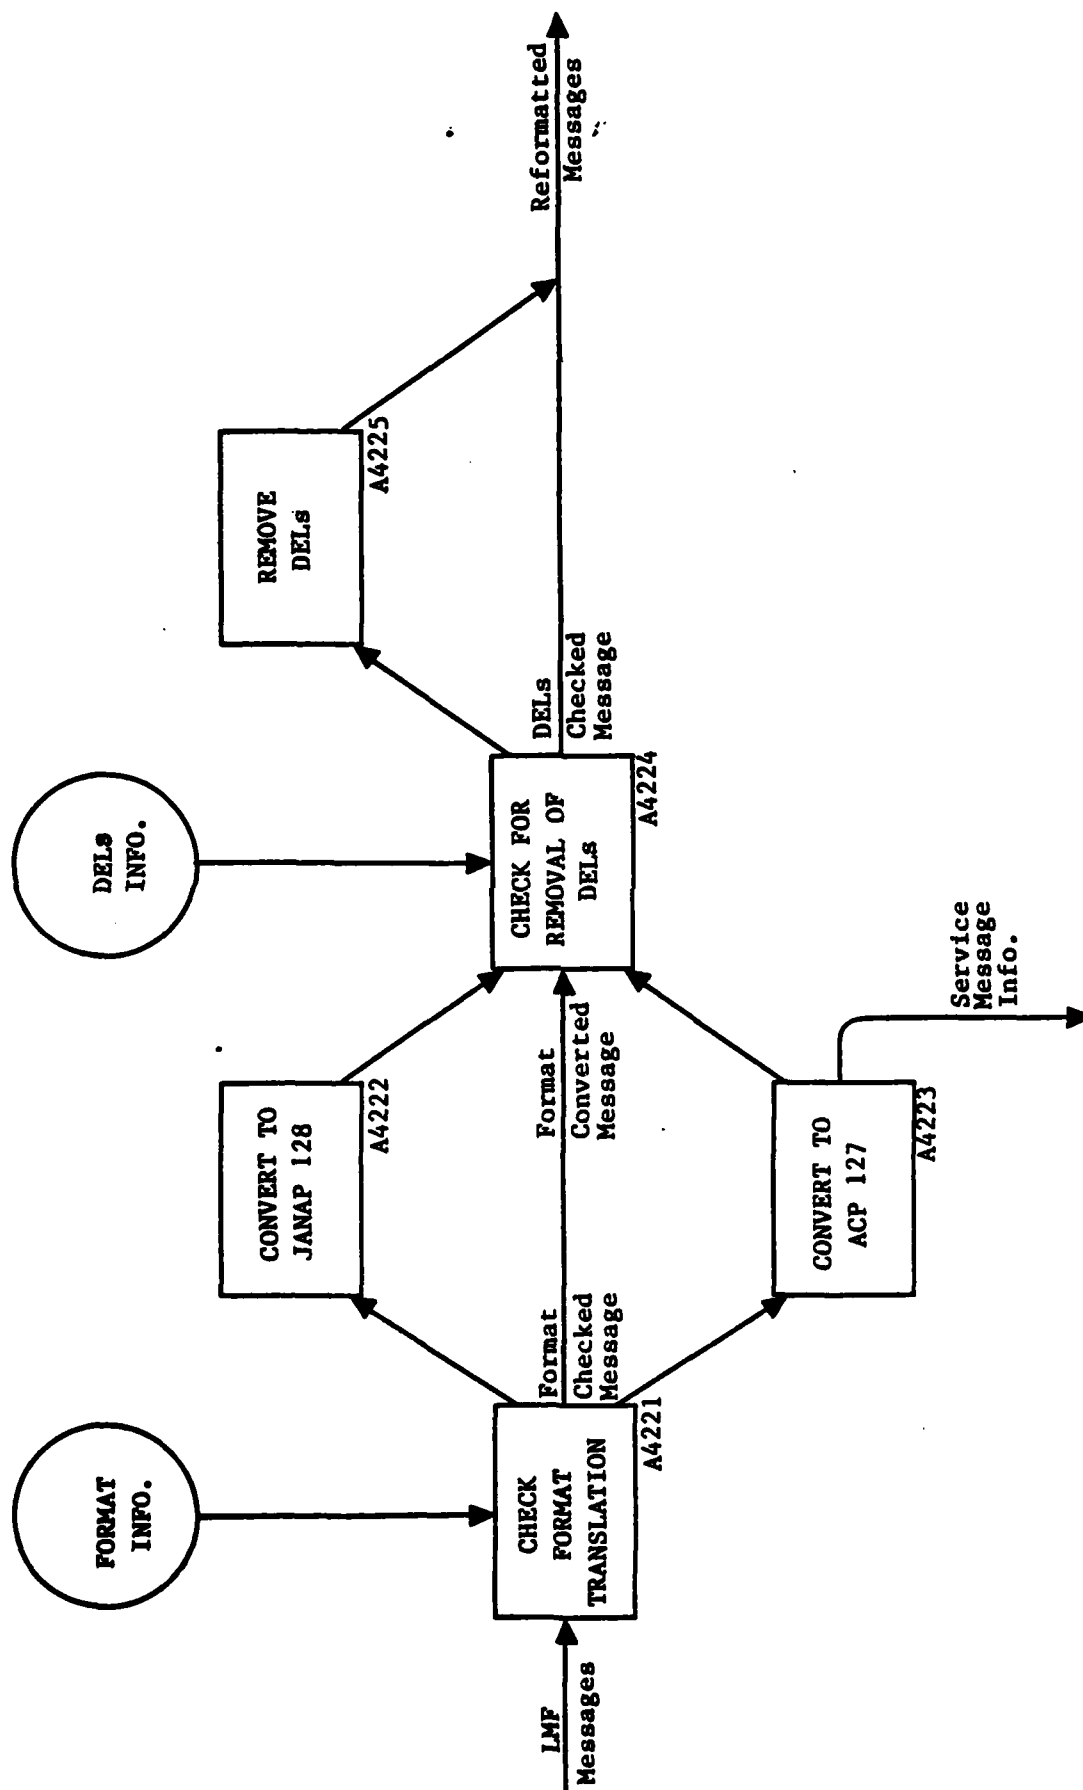 FORMAT
INFO.
DELs
INFO.
LMF
Messages
CHECK
FORMAT
TRANSLATION
A4221
Format
Checked
Message
CONVERT TO
JANAP 128
A4222
Format
Converted
Message
CONVERT TO
ACP 127
A4223
Service
Message
Info.
CHECK FOR
REMOVAL OF
DELs
A4224
DELs
Checked
Message
REMOVE
DELs
A4225
Reformatted
Messages